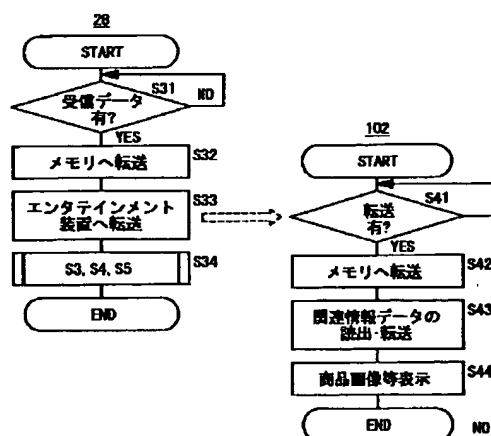 28
START
S31
NO
受信データ
有?
YES
メモリへ転送
S32
エンタテインメント
装置へ転送
S33
S3, S4, S5
S34
END
102
START
S41
転送
有?
YES
メモリへ転送
S42
関連情報データの
読出·転送
S43
商品画像等表示
S44
END
NO